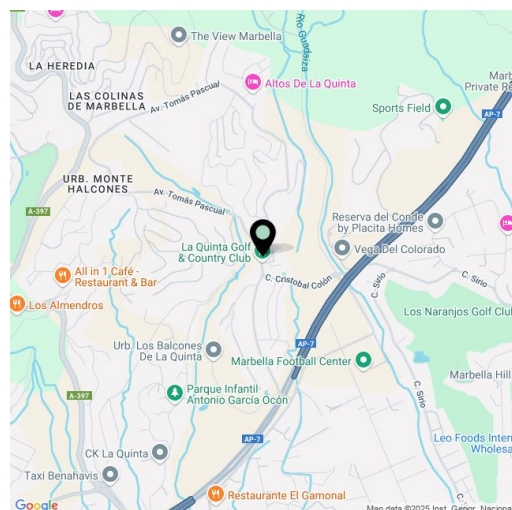 The View Marbella
Río Guadaiza
LA HEREDIA
Altos De La Quinta
Marb
Private Re
LAS COLINAS
DE MARBELLA
Av. Tomás Pascual
Sports Field
AP-7
URB. MONTE
HALCONES
Av. Tomás Pascual
A-397
Reserva del Conde
by Placita Homes
La Quinta Golf
& Country Club
Vega Del Colorado
All in 1 Café -
Restaurant & Bar
C. Cristobal Colón
C. Sirio
C. Sirio
Los Almendros
Los Naranjos Golf Club
Urb. Los Balcones
De La Quinta
AP-7
Marbella Football Center
Marbella Hill
Parque Infantil
Antonio García Ocón
A-397
C. Sirio
AP-7
Leo Foods Intern
Wholesa
CK La Quinta
Taxi Benahavis
Restaurante El Gamonal
Google
Map data ©2025 Inst. Geogr. Nacional